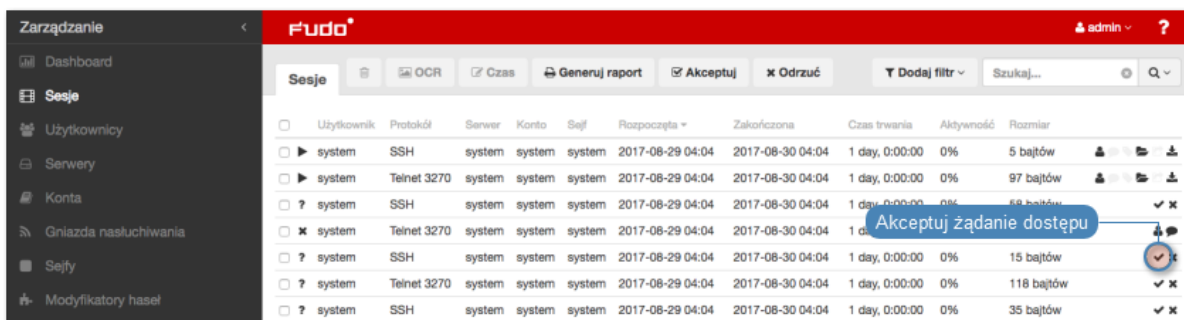 Zarządzanie
Fudo
admin
?
Dashboard
Sesje
Użytkownicy
Serwery
Konta
Gniazda nasłuchiwania
Sejfy
Modyfikatory haseł
Sesje OCR Czas Generuj raport Akceptuj Odrzuć Dodaj filtr Szukaj...
Użytkownik Protokół Serwer Konto Sejf Rozpoczęta Zakończona Czas trwania Aktywność Rozmiar
system SSH system system system 2017-08-29 04:04 2017-08-30 04:04 1 day, 0:00:00 0% 5 bajtów
system Telnet 3270 system system system 2017-08-29 04:04 2017-08-30 04:04 1 day, 0:00:00 0% 97 bajtów
? system SSH system system system 2017-08-29 04:04 2017-08-30 04:04 1 day, 0:00:00 0% 58 bajtów
system Telnet 3270 system system system 2017-08-29 04:04 2017-08-30 04:04 1
Akceptuj żądanie dostępu
? system SSH system system system 2017-08-29 04:04 2017-08-30 04:04 1 day, 0:00:00 0% 15 bajtów
? system Telnet 3270 system system system 2017-08-29 04:04 2017-08-30 04:04 1 day, 0:00:00 0% 118 bajtów
? system SSH system system system 2017-08-29 04:04 2017-08-30 04:04 1 day, 0:00:00 0% 35 bajtów